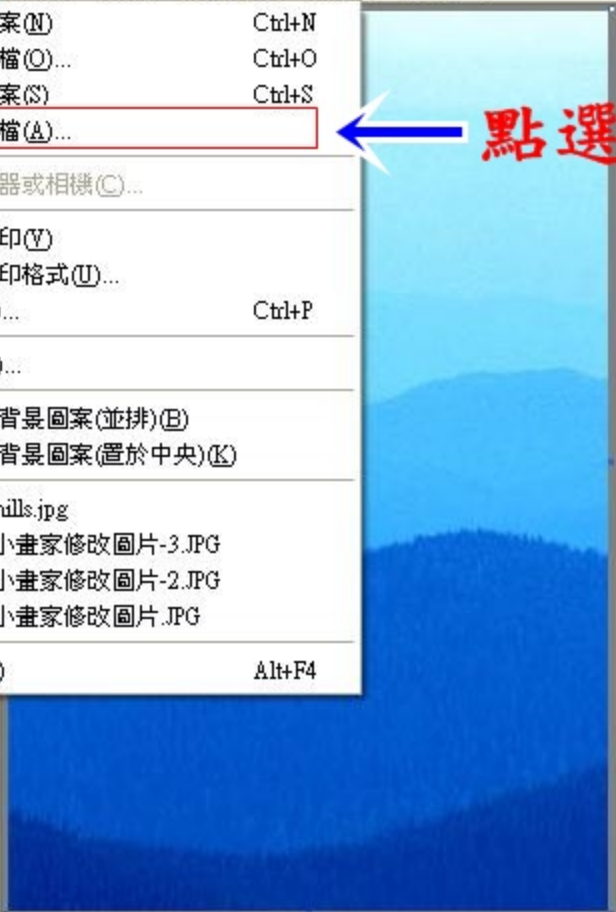 案(N) Ctrl+N
檔(O)... Ctrl+O
案(S) Ctrl+S
檔(A)...
點選
器或相機(C)...
印(V)
印格式(U)...
... Ctrl+P
)...
背景圖案(並排)(B)
背景圖案(置於中央)(K)
hills.jpg
小畫家修改圖片-3.JPG
小畫家修改圖片-2.JPG
小畫家修改圖片.JPG
) Alt+F4